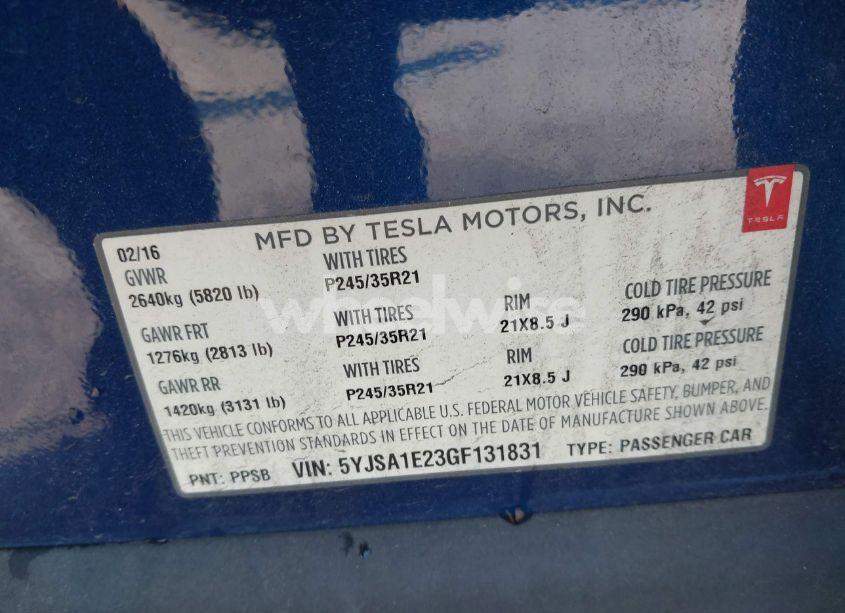 TESLA
MFD BY TESLA MOTORS, INC.
02/16
GVWR WITH TIRES
2640kg (5820 lb) P245/35R21
GAWR FRT WITH TIRES RIM COLD TIRE PRESSURE
1276kg (2813 lb) P245/35R21 21X8.5 J 290 kPa, 42 psi
GAWR RR WITH TIRES RIM COLD TIRE PRESSURE
1420kg (3131 lb) P245/35R21 21X8.5 J 290 kPa, 42 psi
THIS VEHICLE CONFORMS TO ALL APPLICABLE U.S. FEDERAL MOTOR VEHICLE SAFETY, BUMPER, AND
THEFT PREVENTION STANDARDS IN EFFECT ON THE DATE OF MANUFACTURE SHOWN ABOVE.
PNT: PPSB VIN: 5YJSA1E23GF131831 TYPE: PASSENGER CAR
wheelwise